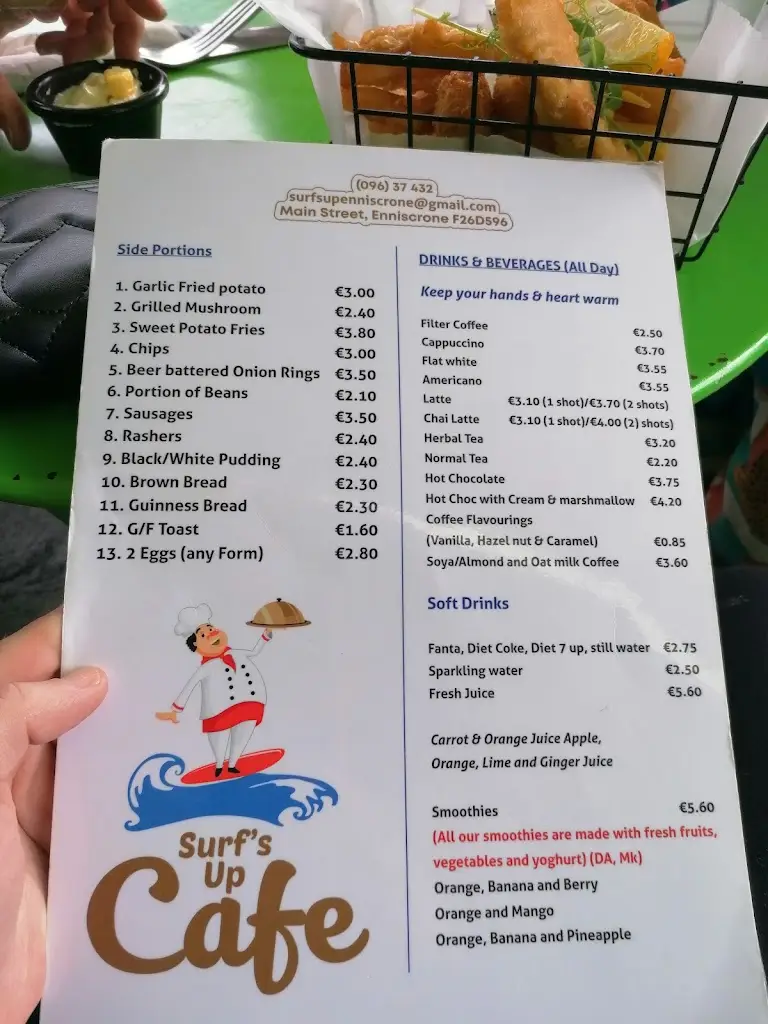 (096) 37 432
surfsupenniscrone@gmail.com
Main Street, Enniscrone F26D596
Side Portions
1. Garlic Fried potato €3.00
2. Grilled Mushroom €2.40
3. Sweet Potato Fries €3.80
4. Chips €3.00
5. Beer battered Onion Rings €3.50
6. Portion of Beans €2.10
7. Sausages €3.50
8. Rashers €2.40
9. Black/White Pudding €2.40
10. Brown Bread €2.30
11. Guinness Bread €2.30
12. G/F Toast €1.60
13. 2 Eggs (any Form) €2.80
Surf's
Up
Cafe
DRINKS & BEVERAGES (All Day)
Keep your hands & heart warm
Filter Coffee €2.50
Cappuccino €3.70
Flat white €3.55
Americano €3.55
Latte €3.10 (1 shot)/€3.70 (2 shots)
Chai Latte €3.10 (1 shot)/€4.00 (2) shots)
Herbal Tea €3.20
Normal Tea €2.20
Hot Chocolate €3.75
Hot Choc with Cream & marshmallow €4.20
Coffee Flavourings
(Vanilla, Hazel nut & Caramel) €0.85
Soya/Almond and Oat milk Coffee €3.60
Soft Drinks
Fanta, Diet Coke, Diet 7 up, still water €2.75
Sparkling water €2.50
Fresh Juice €5.60
Carrot & Orange Juice Apple,
Orange, Lime and Ginger Juice
Smoothies €5.60
(All our smoothies are made with fresh fruits,
vegetables and yoghurt) (DA, Mk)
Orange, Banana and Berry
Orange and Mango
Orange, Banana and Pineapple